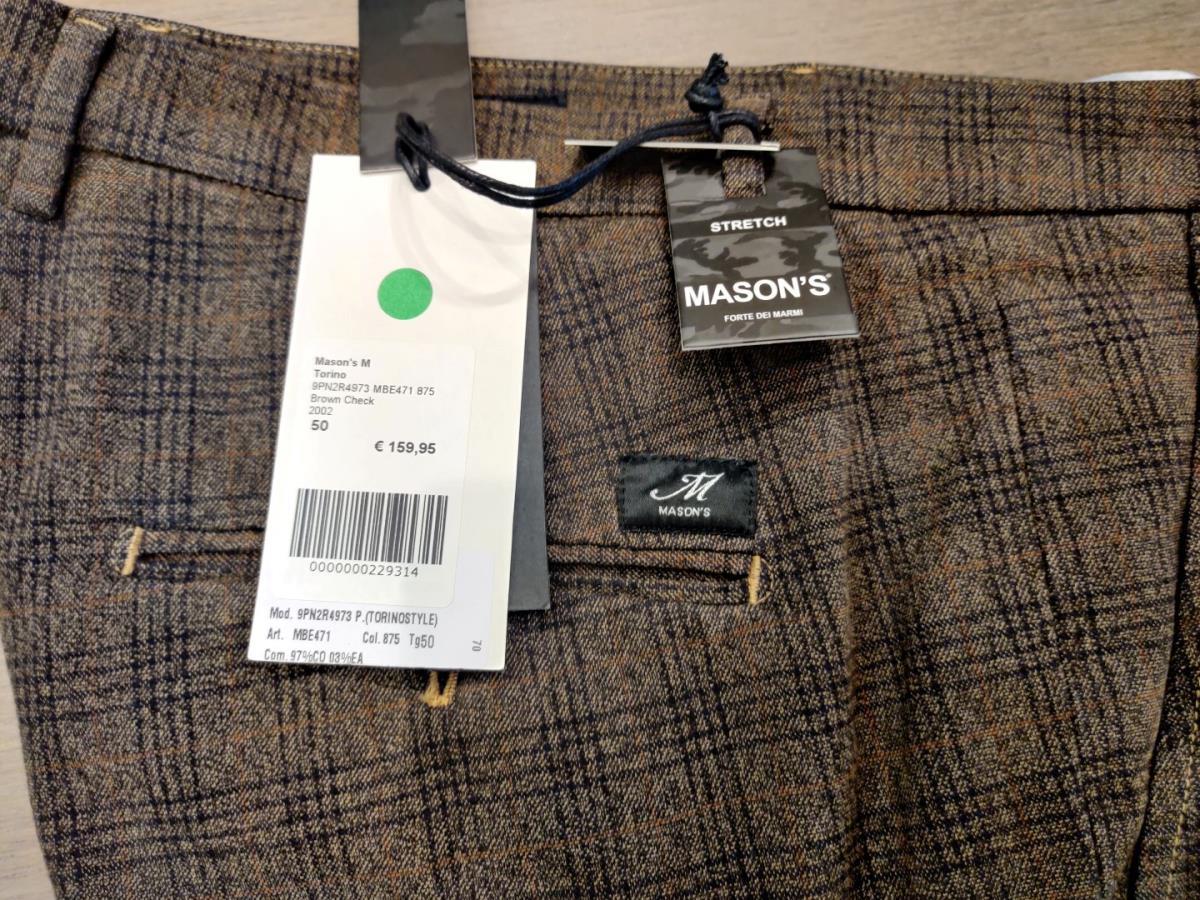 STRETCH
MASON'S
FORTE DEI MARMI
Mason's M
Torino
9PN2R4973 MBE471 875
Brown Check
2002
50
€ 159,95
0000000229314
Mod. 9PN2R4973 P.(TORINOSTYLE)
Art. MBE471 Col. 875 Tg50
Com. 97%CO 03%EA
70
M
MASON'S